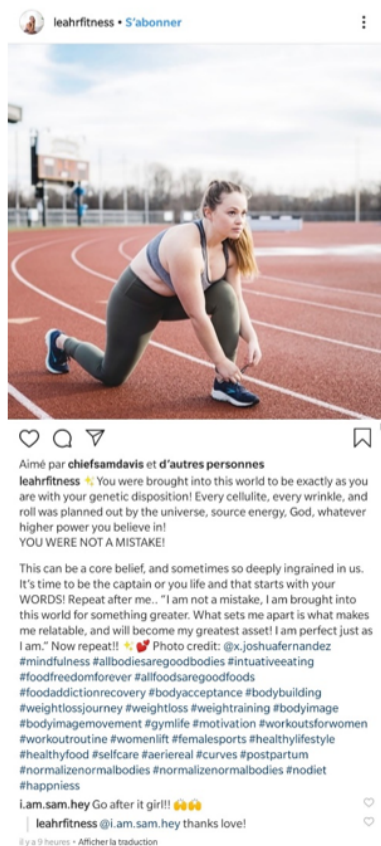 leahrfitness • S'abonner
Aimé par chiefsamdavis et d'autres personnes
leahrfitness ✨ You were brought into this world to be exactly as you
are with your genetic disposition! Every cellulite, every wrinkle, and
roll was planned out by the universe, source energy, God, whatever
higher power you believe in!
YOU WERE NOT A MISTAKE!
This can be a core belief, and sometimes so deeply ingrained in us.
It's time to be the captain or you life and that starts with your
WORDS! Repeat after me.. "I am not a mistake, I am brought into
this world for something greater. What sets me apart is what makes
me relatable, and will become my greatest asset! I am perfect just as
I am." Now repeat!! ✨💕 Photo credit: @x.joshuafernandez
#mindfulness #allbodiesaregoodbodies #intuativeeating
#foodfreedomforever #allfoodsaregoodfoods
#foodaddictionrecovery #bodyacceptance #bodybuilding
#weightlossjourney #weightloss #weightraining #bodyimage
#bodyimagemovement #gymlife #motivation #workoutsforwomen
#workoutroutine #womenlift #femalesports #healthylifestyle
#healthyfood #selfcare #aeriereal #curves #postpartum
#normalizenormalbodies #normalizenormalbodies #nodiet
#happniess
i.am.sam.hey Go after it girl!! 🙌🙌
leahrfitness @i.am.sam.hey thanks love!
il y a 9 heures • Afficher la traduction